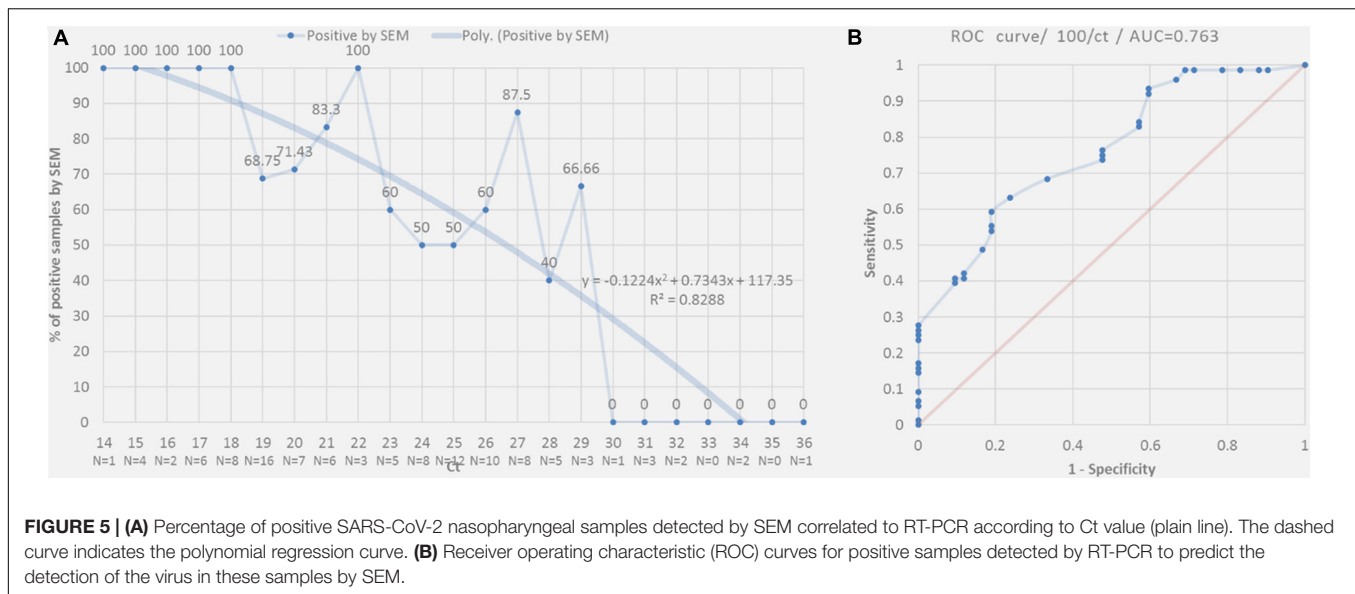 A
Positive by SEM Poly. (Positive by SEM)
100 100 100 100 100 68.75 71.43 83.3 100 60 50 50 60 87.5 40 66.66 0 0 0 0 0 0 0
y = -0.1224x² + 0.7343x + 117.35
R² = 0.8288
% of positive samples by SEM
100
90
80
70
60
50
40
30
20
10
0
14 15 16 17 18 19 20 21 22 23 24 25 26 27 28 29 30 31 32 33 34 35 36
N=1 N=4 N=2 N=6 N=8 N=16 N=7 N=6 N=3 N=5 N=8 N=12 N=10 N=8 N=5 N=3 N=1 N=3 N=2 N=0 N=2 N=0 N=1
Ct
B
ROC curve/ 100/ct / AUC=0.763
Sensitivity
1
0.9
0.8
0.7
0.6
0.5
0.4
0.3
0.2
0.1
0
0 0.2 0.4 0.6 0.8 1
1 - Specificity
FIGURE 5 | (A) Percentage of positive SARS-CoV-2 nasopharyngeal samples detected by SEM correlated to RT-PCR according to Ct value (plain line). The dashed
curve indicates the polynomial regression curve. (B) Receiver operating characteristic (ROC) curves for positive samples detected by RT-PCR to predict the
detection of the virus in these samples by SEM.